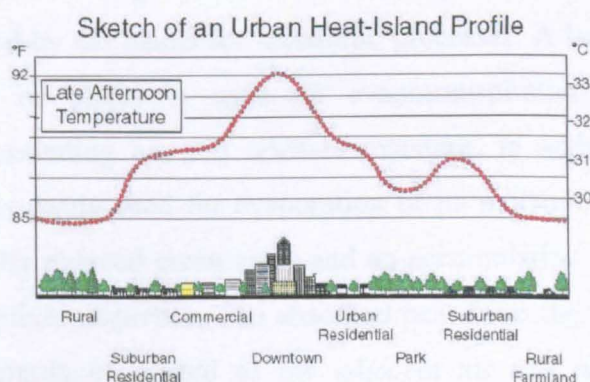 Sketch of an Urban Heat-Island Profile
°F
°C
92
Late Afternoon
Temperature
33
32
31
30
85
Rural
Commercial
Urban
Residential
Suburban
Residential
Suburban
Residential
Downtown
Park
Rural
Farmland